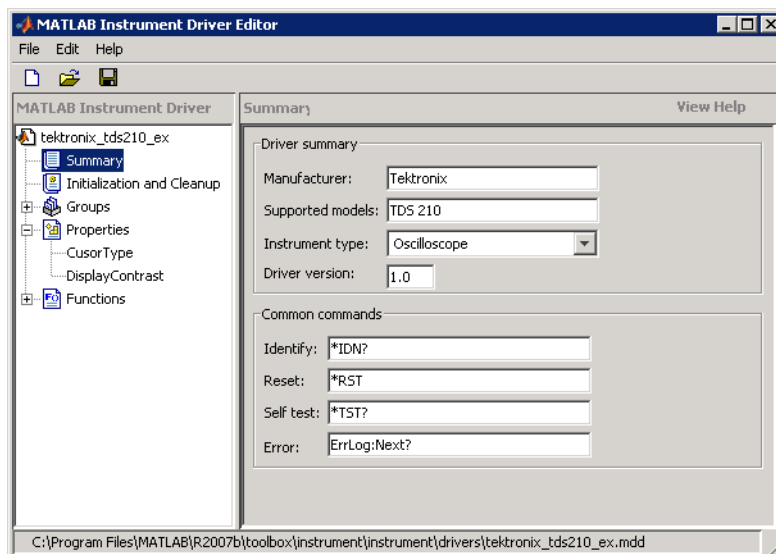 MATLAB Instrument Driver Editor
File Edit Help
MATLAB Instrument Driver
Summary
View Help
tektronix_tds210_ex
Summary
Initialization and Cleanup
Groups
Properties
CusorType
DisplayContrast
Functions
Driver summary
Manufacturer: Tektronix
Supported models: TDS 210
Instrument type: Oscilloscope
Driver version: 1.0
Common commands
Identify: *IDN?
Reset: *RST
Self test: *TST?
Error: ErrLog:Next?
C:\Program Files\MATLAB\R2007b\toolbox\instrument\instrument\drivers\tektronix_tds210_ex.mdd